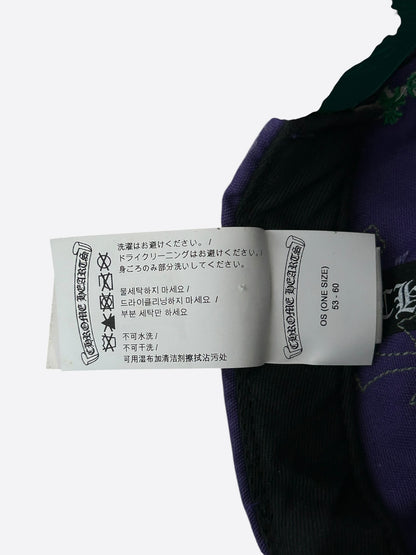 CHROME HEARTS
洗濯はお避けください。/
ドライクリーニングはお避けください。/
身ごろのみ部分洗いしてください。
물세탁하지 마세요 /
드라이클리닝하지 마세요 /
부분 세탁만 하세요
不可水洗 /
不可干洗 /
可用湿布加清洁剂擦拭沾污处
CHROME HEARTS
OS (ONE SIZE)
53 - 60
CH